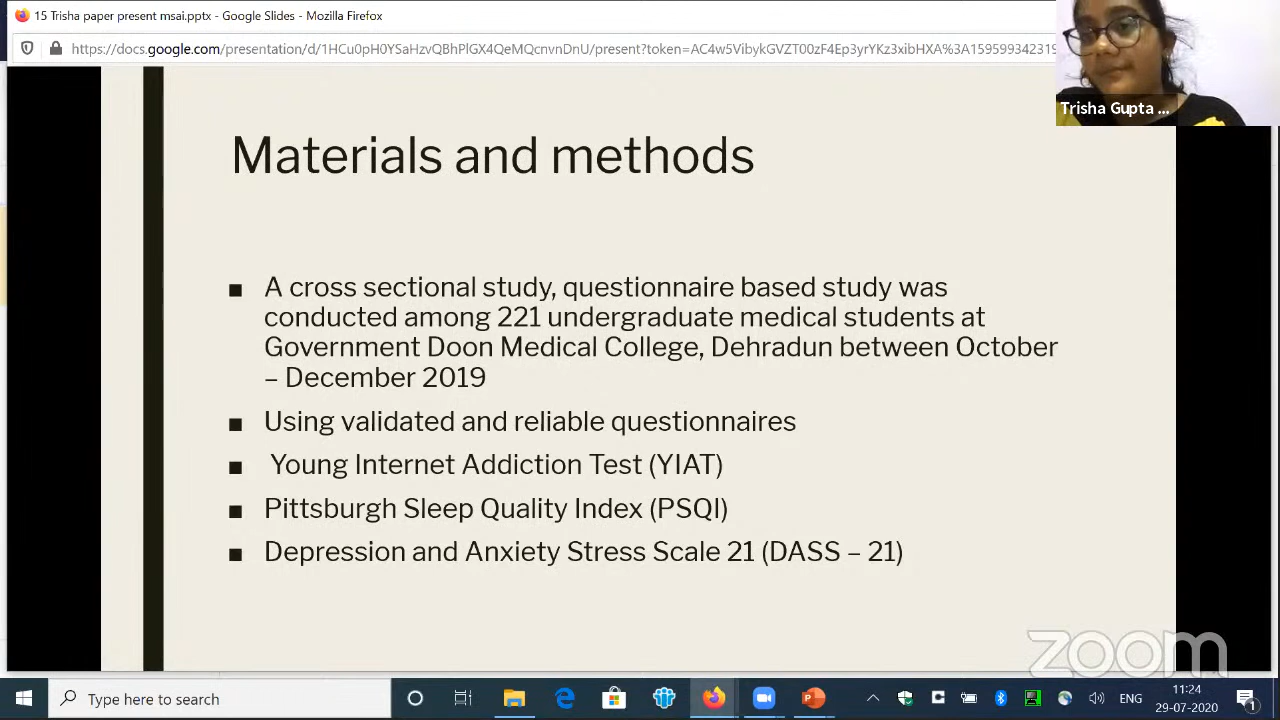 15 Trisha paper present msai.pptx - Google Slides - Mozilla Firefox
https://docs.google.com/presentation/d/1HCu0pH0YSaHzvQBhPlGX4QeMQcnvnDnU/present?token=AC4w5VibykGVZT00zF4Ep3yrYKz3xibHXA%3A1595993423​19
Trisha Gupta ...
Materials and methods
■ A cross sectional study, questionnaire based study was
conducted among 221 undergraduate medical students at
Government Doon Medical College, Dehradun between October
– December 2019
■ Using validated and reliable questionnaires
■ Young Internet Addiction Test (YIAT)
■ Pittsburgh Sleep Quality Index (PSQI)
■ Depression and Anxiety Stress Scale 21 (DASS – 21)
zoom
Type here to search
ENG
11:24
29-07-2020
1